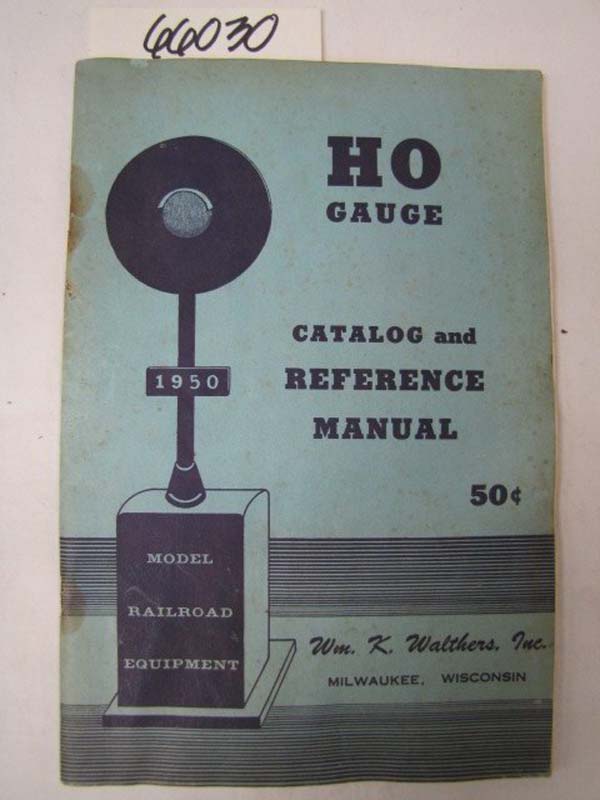 66030
HO
GAUGE
CATALOG and
REFERENCE
MANUAL
1950
50¢
MODEL
RAILROAD
EQUIPMENT
Wm. K. Walthers, Inc.
MILWAUKEE, WISCONSIN